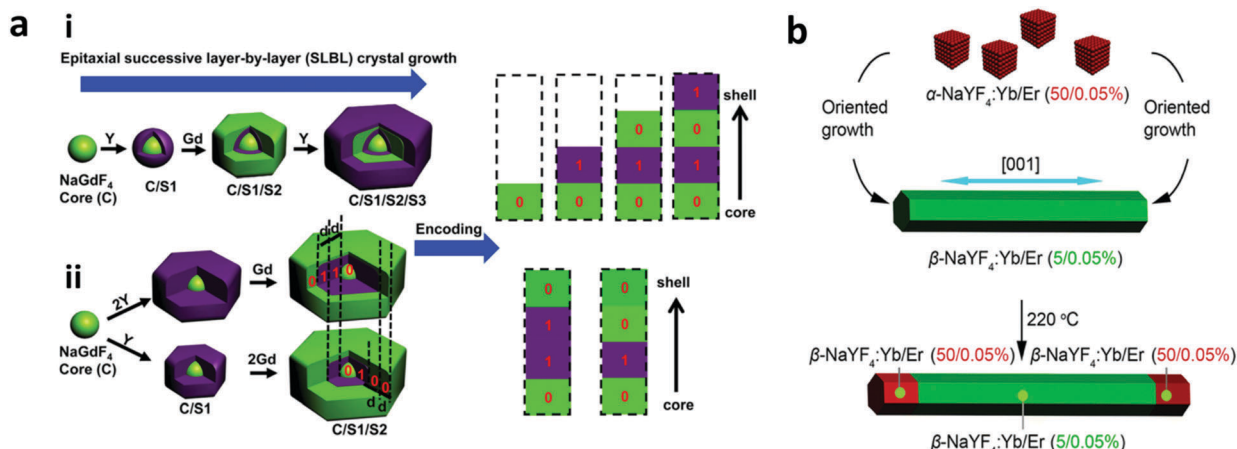 a
i
Epitaxial successive layer-by-layer (SLBL) crystal growth
Y
Gd
Y
NaGdF4
Core (C)
C/S1
C/S1/S2
C/S1/S2/S3
0
1
0
0
1
0
1
0
1
0
shell
core
ii
NaGdF4
Core (C)
2Y
Y
C/S1
Gd
2Gd
d d
0 1 1 0
0 1 0 0
d d
C/S1/S2
Encoding
0
1
1
0
0
0
1
0
shell
core
b
α-NaYF4:Yb/Er (50/0.05%)
Oriented
growth
Oriented
growth
[001]
β-NaYF4:Yb/Er (5/0.05%)
220 ºC
β-NaYF4:Yb/Er (50/0.05%)
β-NaYF4:Yb/Er (50/0.05%)
β-NaYF4:Yb/Er (5/0.05%)